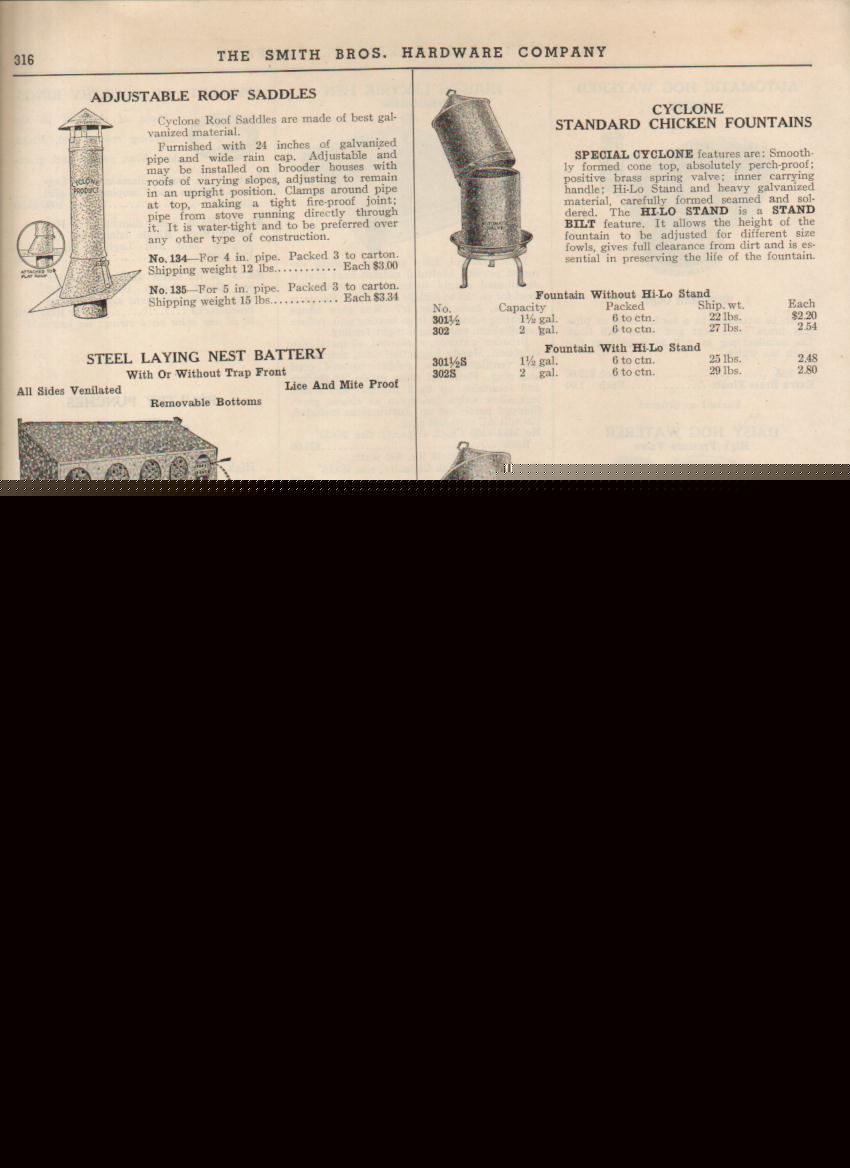 316
THE SMITH BROS. HARDWARE COMPANY
ADJUSTABLE ROOF SADDLES
CYCLONE
PRODUCT
ATTACHED TO
FLAT ROOF
Cyclone Roof Saddles are made of best gal-
vanized material.
Furnished with 24 inches of galvanized
pipe and wide rain cap. Adjustable and
may be installed on brooder houses with
roofs of varying slopes, adjusting to remain
in an upright position. Clamps around pipe
at top, making a tight fire-proof joint;
pipe from stove running directly through
it. It is water-tight and to be preferred over
any other type of construction.
No. 134—For 4 in. pipe. Packed 3 to carton.
Shipping weight 12 lbs........... Each $3.00
No. 135—For 5 in. pipe. Packed 3 to carton.
Shipping weight 15 lbs............ Each $3.34
STEEL LAYING NEST BATTERY
With Or Without Trap Front
All Sides Venilated Lice And Mite Proof
Removable Bottoms
CYCLONE
STANDARD CHICKEN FOUNTAINS
SPECIAL CYCLONE features are: Smooth-
ly formed cone top, absolutely perch-proof;
positive brass spring valve; inner carrying
handle; Hi-Lo Stand and heavy galvanized
material, carefully formed seamed and sol-
dered. The HI-LO STAND is a STAND
BILT feature. It allows the height of the
fountain to be adjusted for different size
fowls, gives full clearance from dirt and is es-
sential in preserving the life of the fountain.
Fountain Without Hi-Lo Stand
No. Capacity Packed Ship. wt. Each
301½ 1½ gal. 6 to ctn. 22 lbs. $2.20
302 2 gal. 6 to ctn. 27 lbs. 2.54
Fountain With Hi-Lo Stand
301½S 1½ gal. 6 to ctn. 25 lbs. 2.48
302S 2 gal. 6 to ctn. 29 lbs. 2.80